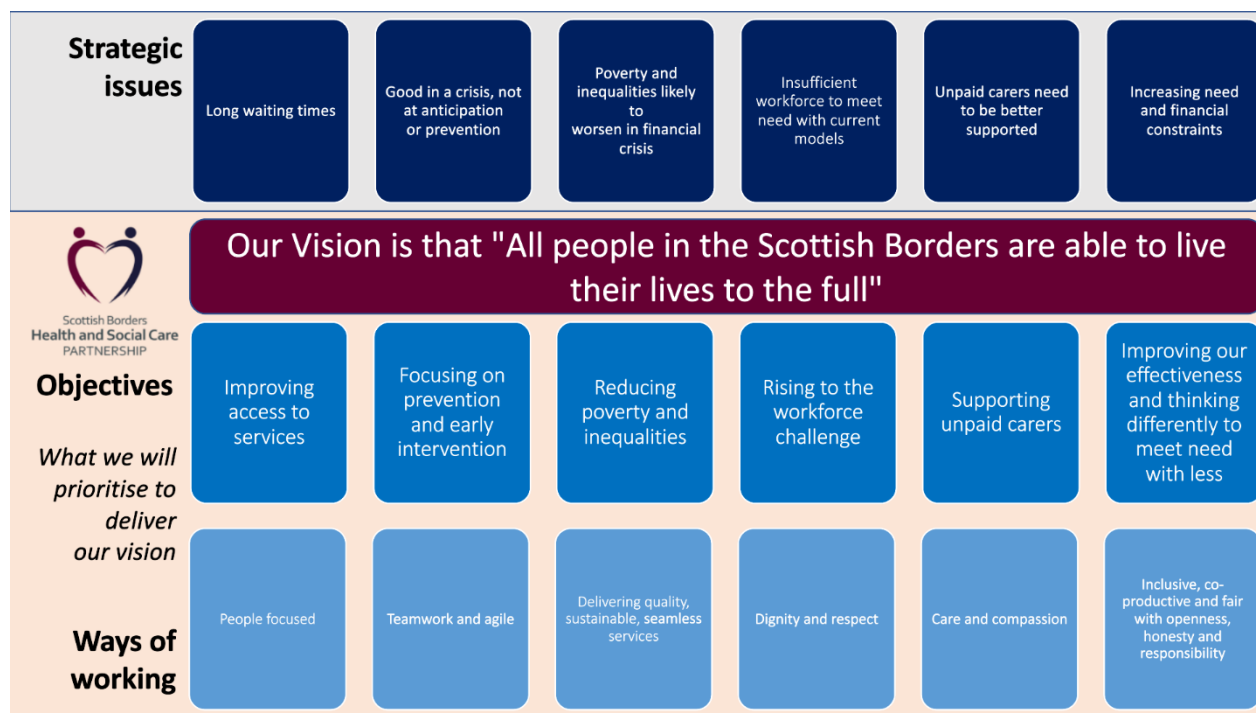 Strategic
issues
Long waiting times
Good in a crisis, not
at anticipation
or prevention
Poverty and
inequalities likely
to
worsen in financial
crisis
Insufficient
workforce to meet
need with current
models
Unpaid carers need
to be better
supported
Increasing need
and financial
constraints
Scottish Borders
Health and Social Care
PARTNERSHIP
Our Vision is that "All people in the Scottish Borders are able to live
their lives to the full"
Objectives
What we will
prioritise to
deliver
our vision
Improving
access to
services
Focusing on
prevention
and early
intervention
Reducing
poverty and
inequalities
Rising to the
workforce
challenge
Supporting
unpaid carers
Improving our
effectiveness
and thinking
differently to
meet need
with less
Ways of
working
People focused
Teamwork and agile
Delivering quality,
sustainable, seamless
services
Dignity and respect
Care and compassion
Inclusive, co-
productive and fair
with openness,
honesty and
responsibility